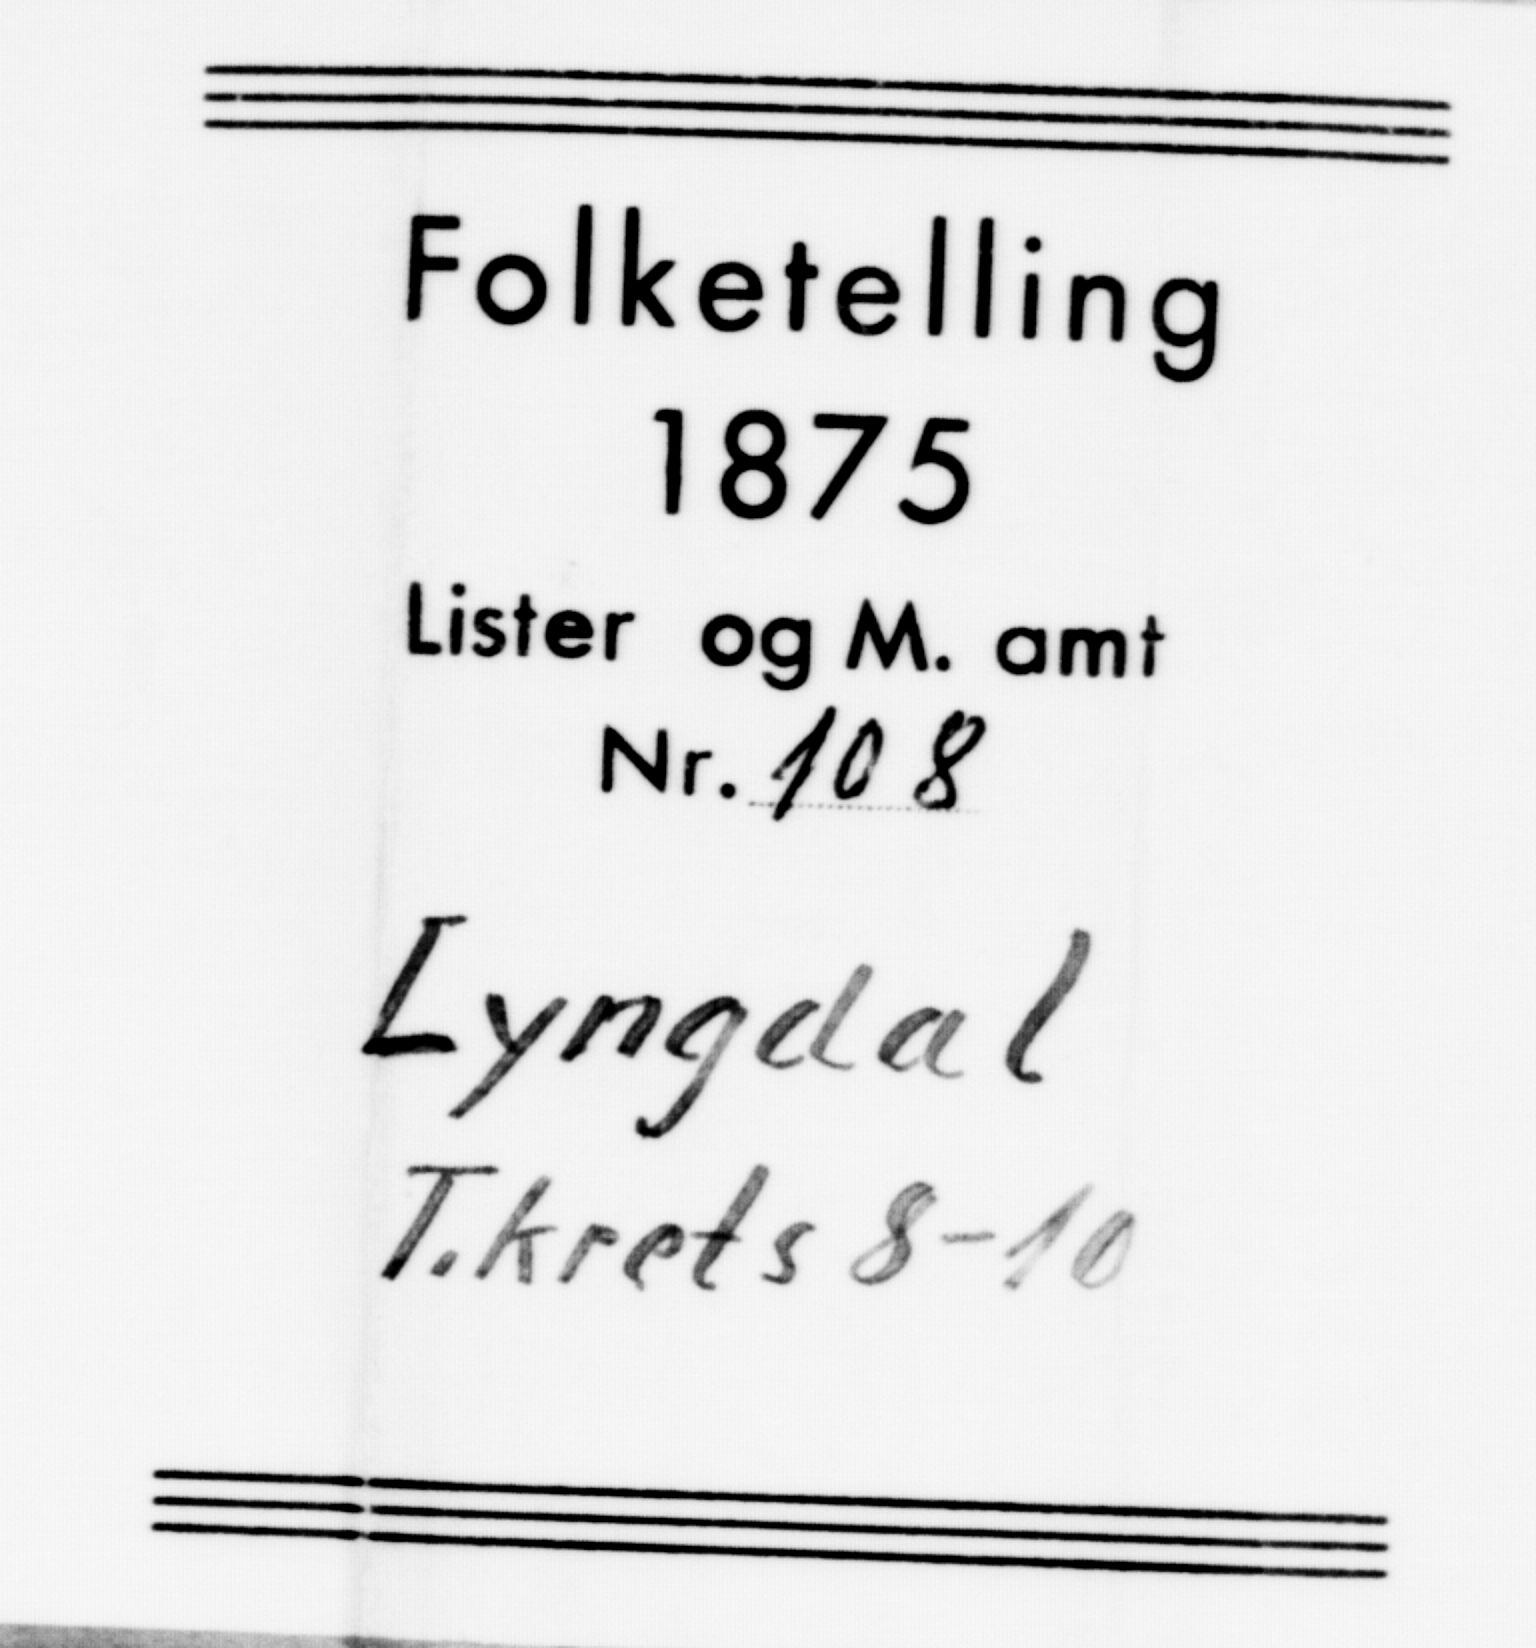 Folketelling
1875
Lister og M. amt
Nr. 108
Lyngdal
T.krets 8-10